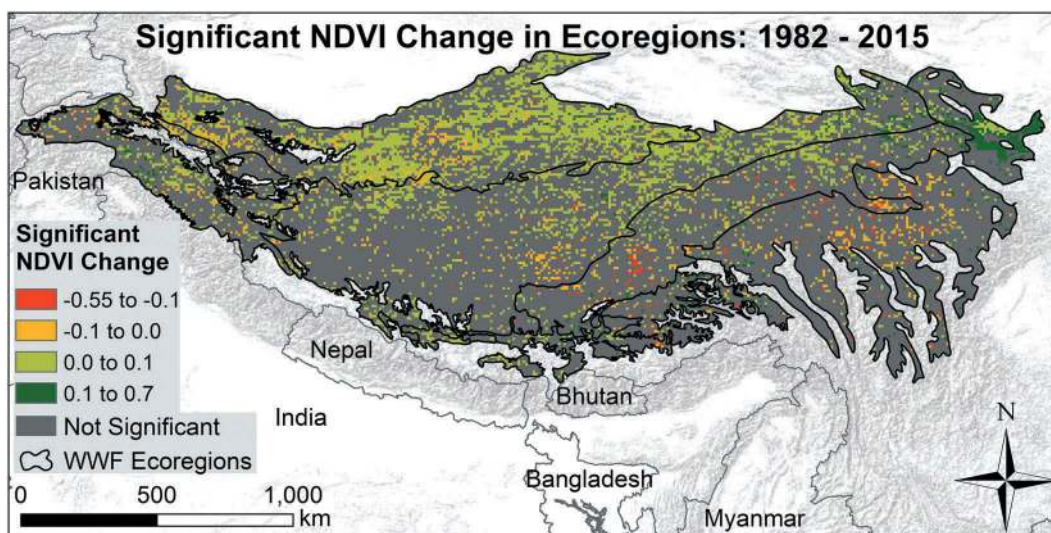 Significant NDVI Change in Ecoregions: 1982 - 2015
Pakistan
Significant
NDVI Change
-0.55 to -0.1
-0.1 to 0.0
0.0 to 0.1
0.1 to 0.7
Not Significant
WWF Ecoregions
0 500 1,000
km
Nepal
India
Bhutan
Bangladesh
Myanmar
N